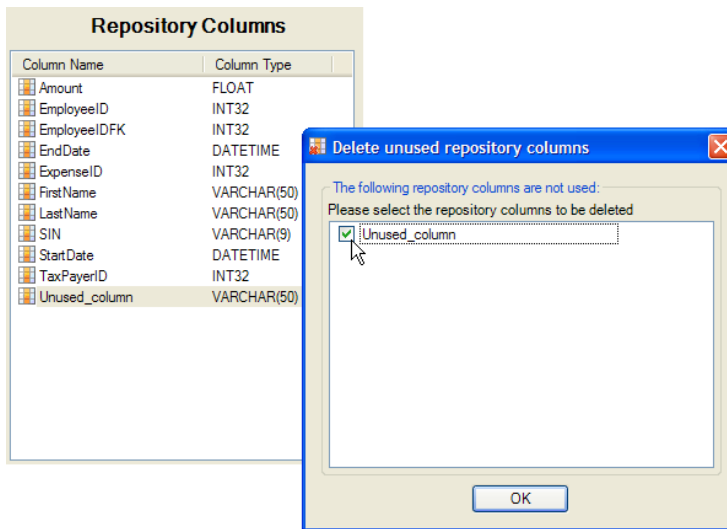 Repository Columns
Column Name Column Type
Amount FLOAT
EmployeeID INT32
EmployeeIDFK INT32
EndDate DATETIME
ExpenseID INT32
FirstName VARCHAR(50)
LastName VARCHAR(50)
SIN VARCHAR(9)
StartDate DATETIME
TaxPayerID INT32
Unused_column VARCHAR(50)
Delete unused repository columns
The following repository columns are not used:
Please select the repository columns to be deleted
Unused_column
OK